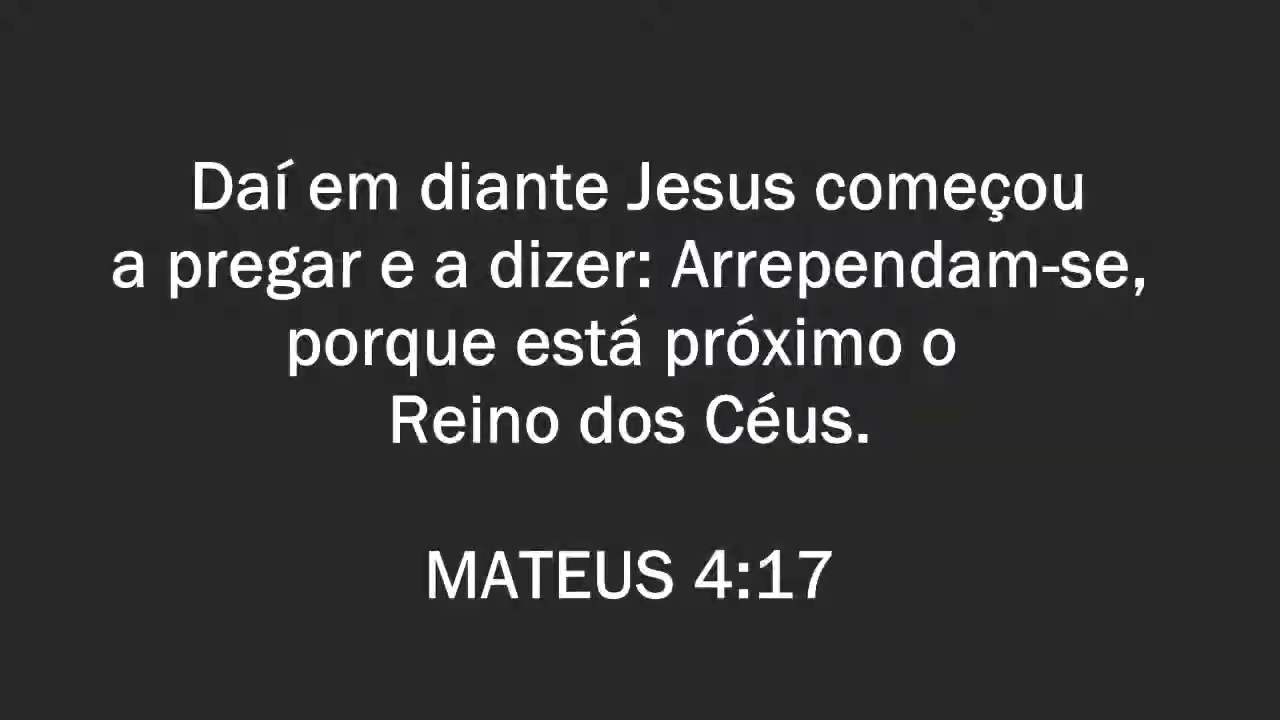 Daí em diante Jesus começou
a pregar e a dizer: Arrependam-se,
porque está próximo o
Reino dos Céus.
MATEUS 4:17